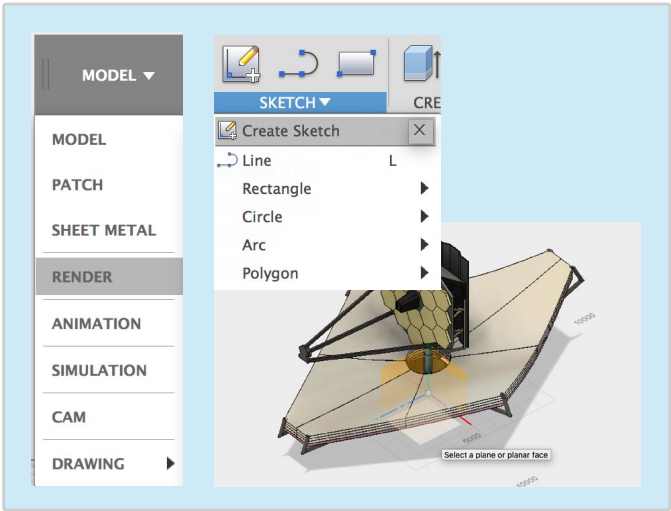 MODEL ▼
MODEL
PATCH
SHEET METAL
RENDER
ANIMATION
SIMULATION
CAM
DRAWING
SKETCH ▼
CRE
Create Sketch
Line L
Rectangle
Circle
Arc
Polygon
10000
5000
Select a plane or planar face
10000